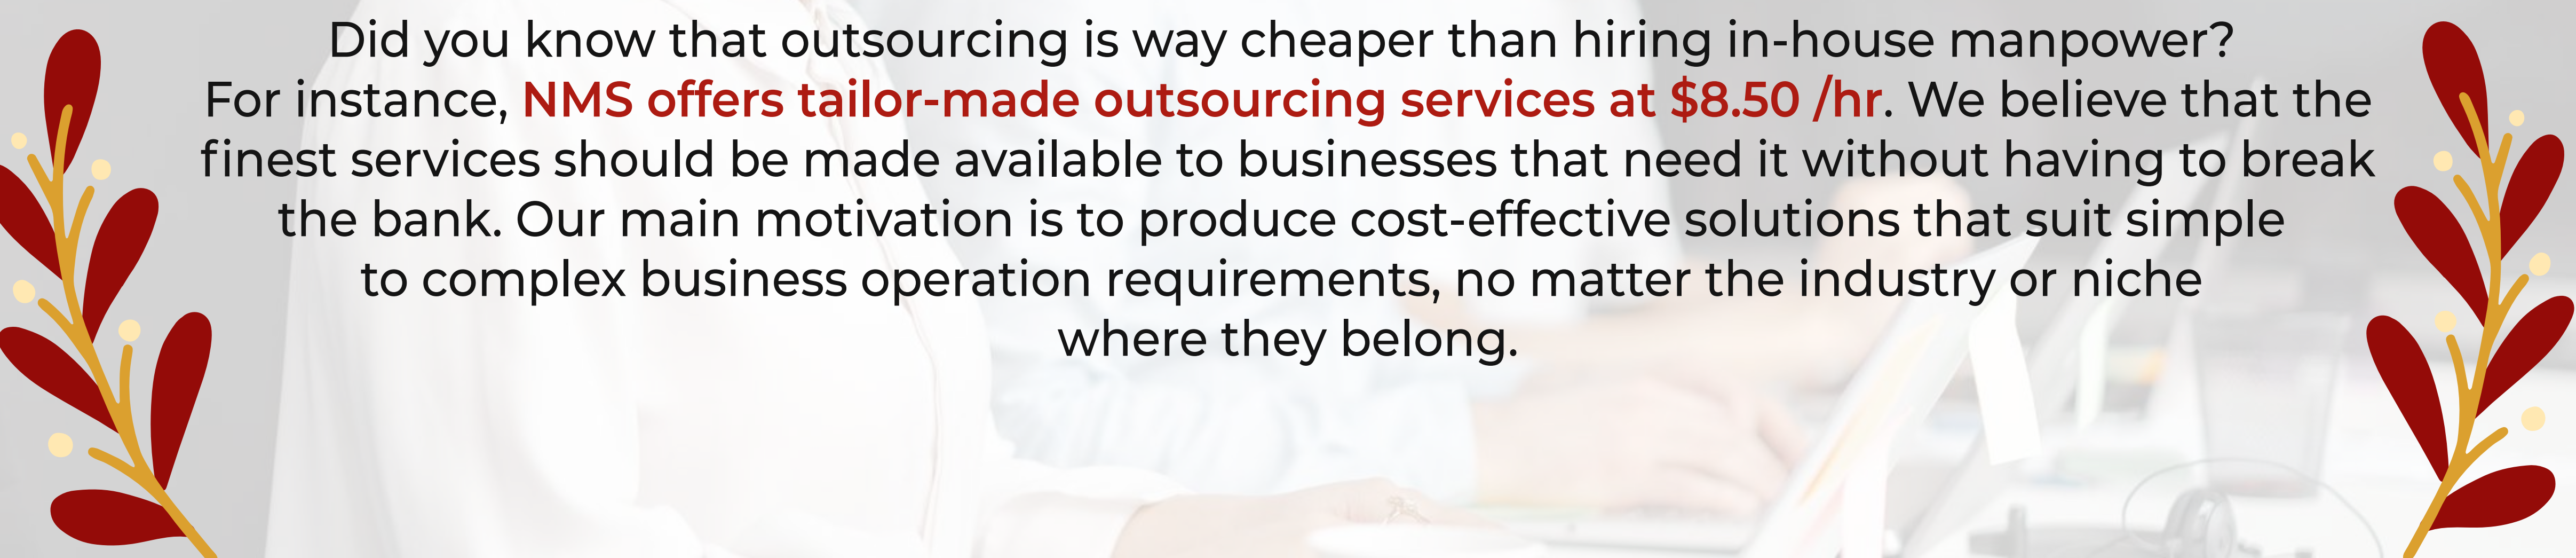 Did you know that outsourcing is way cheaper than hiring in-house manpower?
For instance, NMS offers tailor-made outsourcing services at $8.50 /hr. We believe that the
finest services should be made available to businesses that need it without having to break
the bank. Our main motivation is to produce cost-effective solutions that suit simple
to complex business operation requirements, no matter the industry or niche
where they belong.